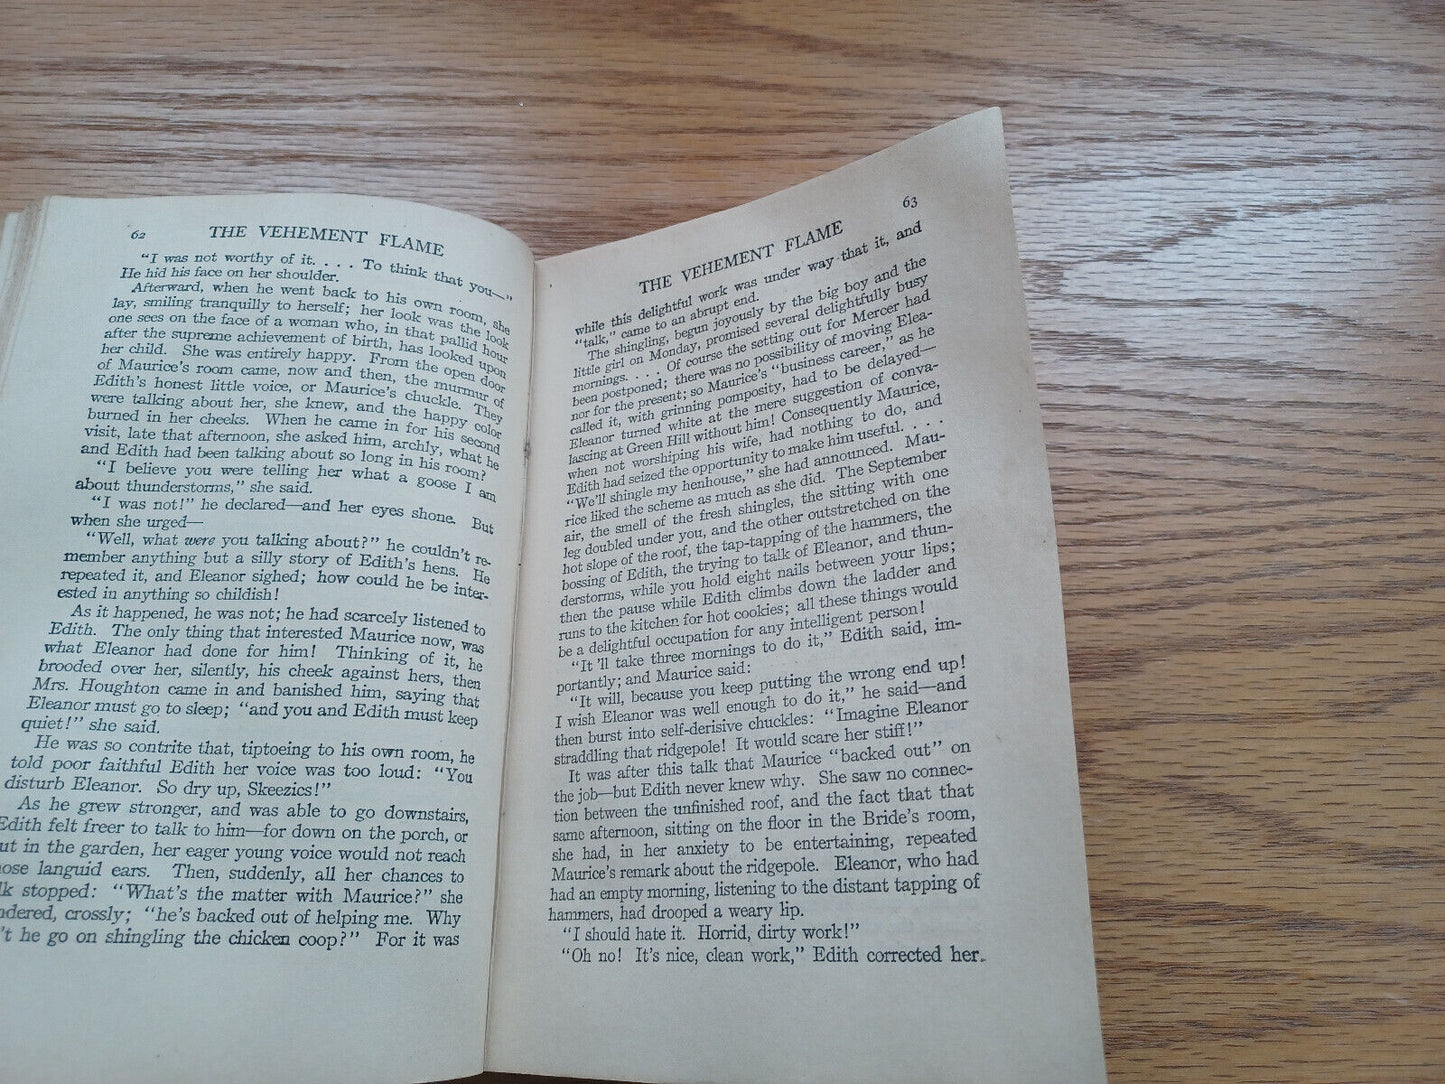 62
THE VEHEMENT FLAME
"I was not worthy of it. . . . To think that you—"
He hid his face on her shoulder.
Afterward, when he went back to his own room, she
lay, smiling tranquilly to herself; her look was the look
one sees on the face of a woman who, in that pallid hour
after the supreme achievement of birth, has looked upon
her child. She was entirely happy. From the open door
of Maurice's room came, now and then, the murmur of
Edith's honest little voice, or Maurice's chuckle. They
were talking about her, she knew, and the happy color
burned in her cheeks. When he came in for his second
visit, late that afternoon, she asked him, archly, what he
and Edith had been talking about so long in his room?
"I believe you were telling her what a goose I am
about thunderstorms," she said.
"I was not!" he declared—and her eyes shone. But
when she urged—
"Well, what were you talking about?" he couldn't re-
member anything but a silly story of Edith's hens. He
repeated it, and Eleanor sighed; how could he be inter-
ested in anything so childish!
As it happened, he was not; he had scarcely listened to
Edith. The only thing that interested Maurice now, was
what Eleanor had done for him! Thinking of it, he
brooded over her, silently, his cheek against hers, then
Mrs. Houghton came in and banished him, saying that
Eleanor must go to sleep; "and you and Edith must keep
quiet!" she said.
He was so contrite that, tiptoeing to his own room, he
told poor faithful Edith her voice was too loud: "You
disturb Eleanor. So dry up, Skeezics!"
As he grew stronger, and was able to go downstairs,
Edith felt freer to talk to him—for down on the porch, or
ut in the garden, her eager young voice would not reach
ose languid ears. Then, suddenly, all her chances to
lk stopped: "What's the matter with Maurice?" she
ndered, crossly; "he's backed out of helping me. Why
't he go on shingling the chicken coop?" For it was
63
THE VEHEMENT FLAME
while this delightful work was under way that it, and
"talk," came to an abrupt end.
The shingling, begun joyously by the big boy and the
little girl on Monday, promised several delightfully busy
mornings. . . . Of course the setting out for Mercer had
been postponed; there was no possibility of moving Elea-
nor for the present; so Maurice's "business career," as he
called it, with grinning pomposity, had to be delayed—
Eleanor turned white at the mere suggestion of conva-
lascing at Green Hill without him! Consequently Maurice,
when not worshiping his wife, had nothing to do, and
Edith had seized the opportunity to make him useful. . . .
"We'll shingle my henhouse," she had announced. Mau-
rice liked the scheme as much as she did. The September
air, the smell of the fresh shingles, the sitting with one
leg doubled under you, and the other outstretched on the
hot slope of the roof, the tap-tapping of the hammers, the
bossing of Edith, the trying to talk of Eleanor, and thun-
derstorms, while you hold eight nails between your lips;
then the pause while Edith climbs down the ladder and
runs to the kitchen for hot cookies; all these things would
be a delightful occupation for any intelligent person!
"It'll take three mornings to do it," Edith said, im-
portantly; and Maurice said:
"It will, because you keep putting the wrong end up!
I wish Eleanor was well enough to do it," he said—and
then burst into self-derisive chuckles: "Imagine Eleanor
straddling that ridgepole! It would scare her stiff!"
It was after this talk that Maurice "backed out" on
the job—but Edith never knew why. She saw no connec-
tion between the unfinished roof, and the fact that that
same afternoon, sitting on the floor in the Bride's room,
she had, in her anxiety to be entertaining, repeated
Maurice's remark about the ridgepole. Eleanor, who had
had an empty morning, listening to the distant tapping of
hammers, had drooped a weary lip.
"I should hate it. Horrid, dirty work!"
"Oh no! It's nice, clean work," Edith corrected her.